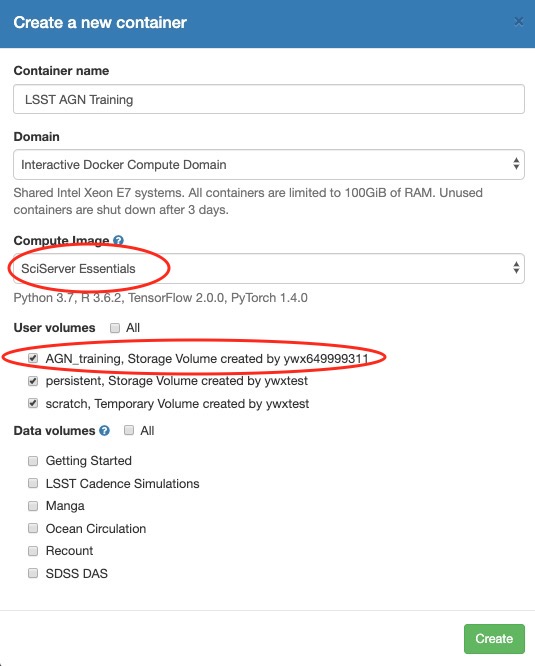 Create a new container ×
Container name
LSST AGN Training
Domain
Interactive Docker Compute Domain
Shared Intel Xeon E7 systems. All containers are limited to 100GiB of RAM. Unused
containers are shut down after 3 days.
Compute Image ?
SciServer Essentials
Python 3.7, R 3.6.2, TensorFlow 2.0.0, PyTorch 1.4.0
User volumes All
AGN_training, Storage Volume created by ywx649999311
persistent, Storage Volume created by ywxtest
scratch, Temporary Volume created by ywxtest
Data volumes ? All
Getting Started
LSST Cadence Simulations
Manga
Ocean Circulation
Recount
SDSS DAS
Create